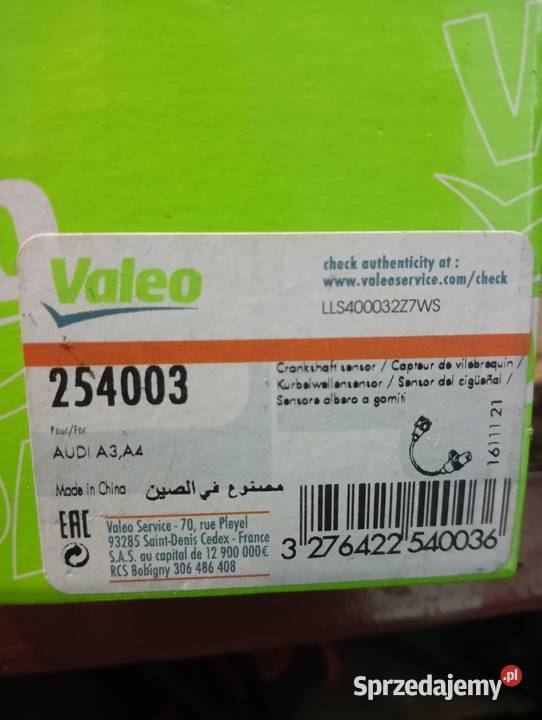 Valeo
check authenticity at :
www.valeoservice.com/check
LLS400032Z7WS
254003
Crankshaft sensor / Capteur de vilebrequin /
Kurbelwellensensor / Sensor del cigüeñal /
Sensore albero a gomiti
Pour/For
AUDI A3,A4
161121
Made in China مصنوع في الصين
EAC
Valeo Service - 70, rue Pleyel
93285 Saint-Denis Cedex - France
S.A.S. au capital de 12 900 000€
RCS Bobigny 306 486 408
3 276422 540036
Sprzedajemy.pl